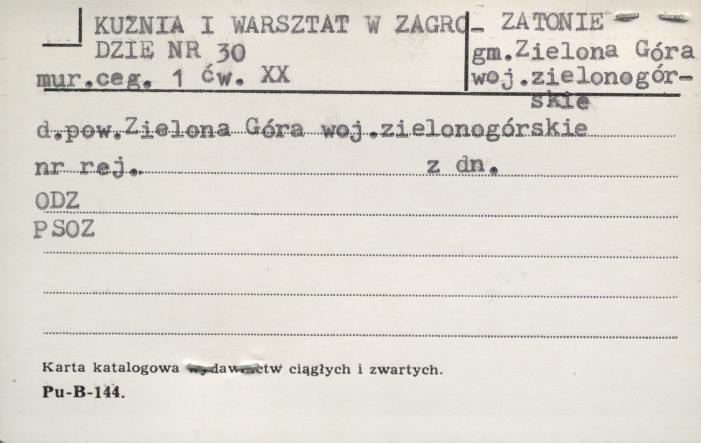 KUŹNIA I WARSZTAT W ZAGRO- ZATONIE
DZIE NR 30 gm.Zielona Góra
mur.ceg. 1 ćw. XX woj.zielonogór-
skie
d.pow.Zielona Góra woj.zielonogórskie
nr rej. z dn.
ODZ
PSOZ
Karta katalogowa wydawnictw ciągłych i zwartych.
Pu-B-144.